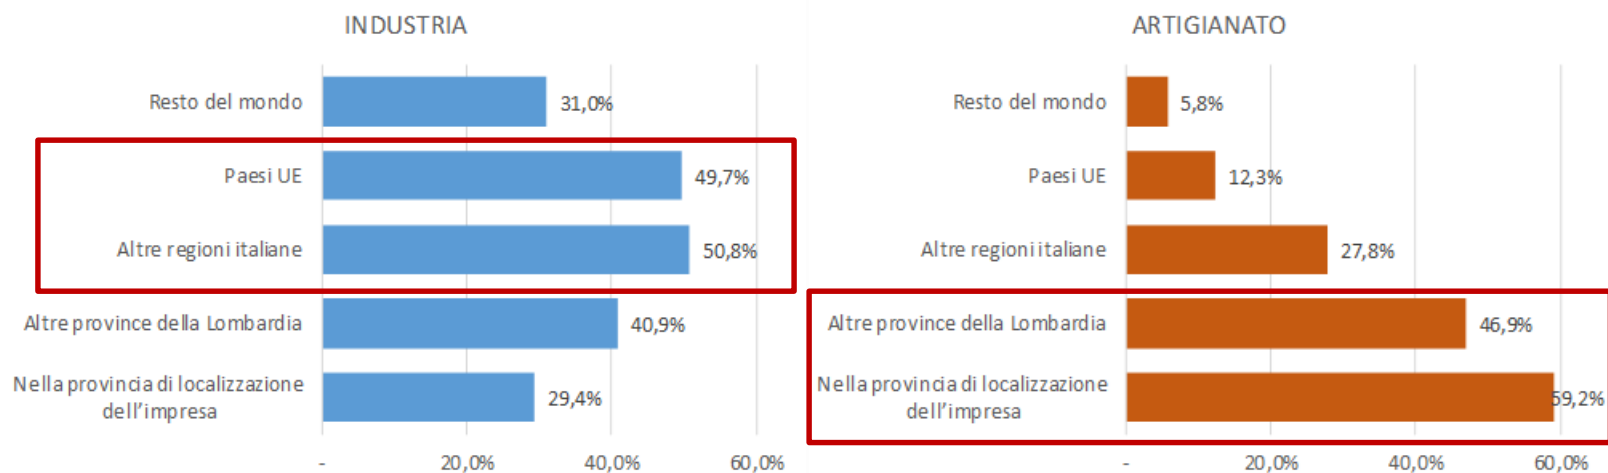 INDUSTRIA
Resto del mondo
31,0%
Paesi UE
49,7%
Altre regioni italiane
50,8%
Altre province della Lombardia
40,9%
Nella provincia di localizzazione
dell’impresa
29,4%
-
20,0%
40,0%
60,0%
ARTIGIANATO
Resto del mondo
5,8%
Paesi UE
12,3%
Altre regioni italiane
27,8%
Altre province della Lombardia
46,9%
Nella provincia di localizzazione
dell’impresa
59,2%
-
20,0%
40,0%
60,0%